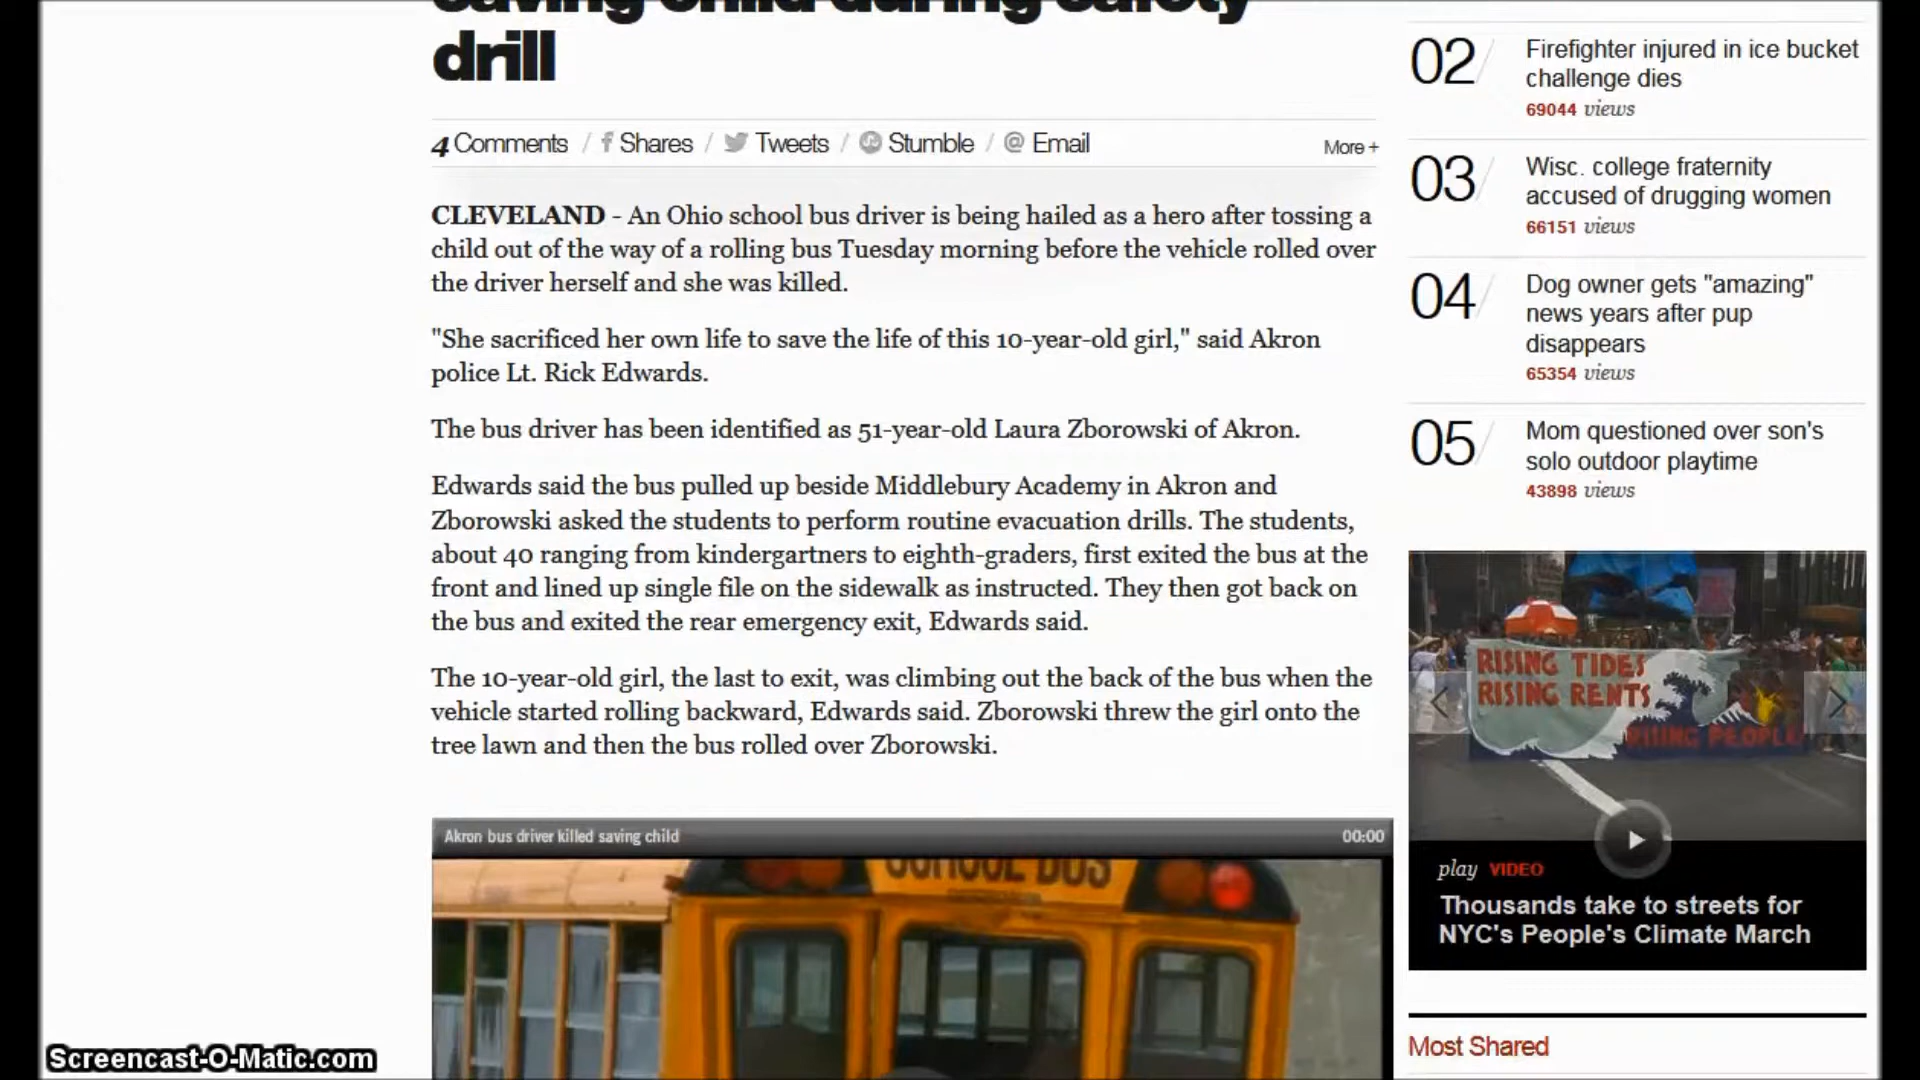 saving child during safety
drill
4 Comments / Shares / Tweets / Stumble / @ Email
More +
CLEVELAND - An Ohio school bus driver is being hailed as a hero after tossing a
child out of the way of a rolling bus Tuesday morning before the vehicle rolled over
the driver herself and she was killed.
"She sacrificed her own life to save the life of this 10-year-old girl," said Akron
police Lt. Rick Edwards.
The bus driver has been identified as 51-year-old Laura Zborowski of Akron.
Edwards said the bus pulled up beside Middlebury Academy in Akron and
Zborowski asked the students to perform routine evacuation drills. The students,
about 40 ranging from kindergartners to eighth-graders, first exited the bus at the
front and lined up single file on the sidewalk as instructed. They then got back on
the bus and exited the rear emergency exit, Edwards said.
The 10-year-old girl, the last to exit, was climbing out the back of the bus when the
vehicle started rolling backward, Edwards said. Zborowski threw the girl onto the
tree lawn and then the bus rolled over Zborowski.
Akron bus driver killed saving child
00:00
SCHOOL BUS
02/
Firefighter injured in ice bucket
challenge dies
69044 views
03/
Wisc. college fraternity
accused of drugging women
66151 views
04/
Dog owner gets "amazing"
news years after pup
disappears
65354 views
05/
Mom questioned over son's
solo outdoor playtime
43898 views
RISING TIDES
RISING RENTS
RISING PEOPLE
play VIDEO
Thousands take to streets for
NYC's People's Climate March
Most Shared
Screencast-O-Matic.com